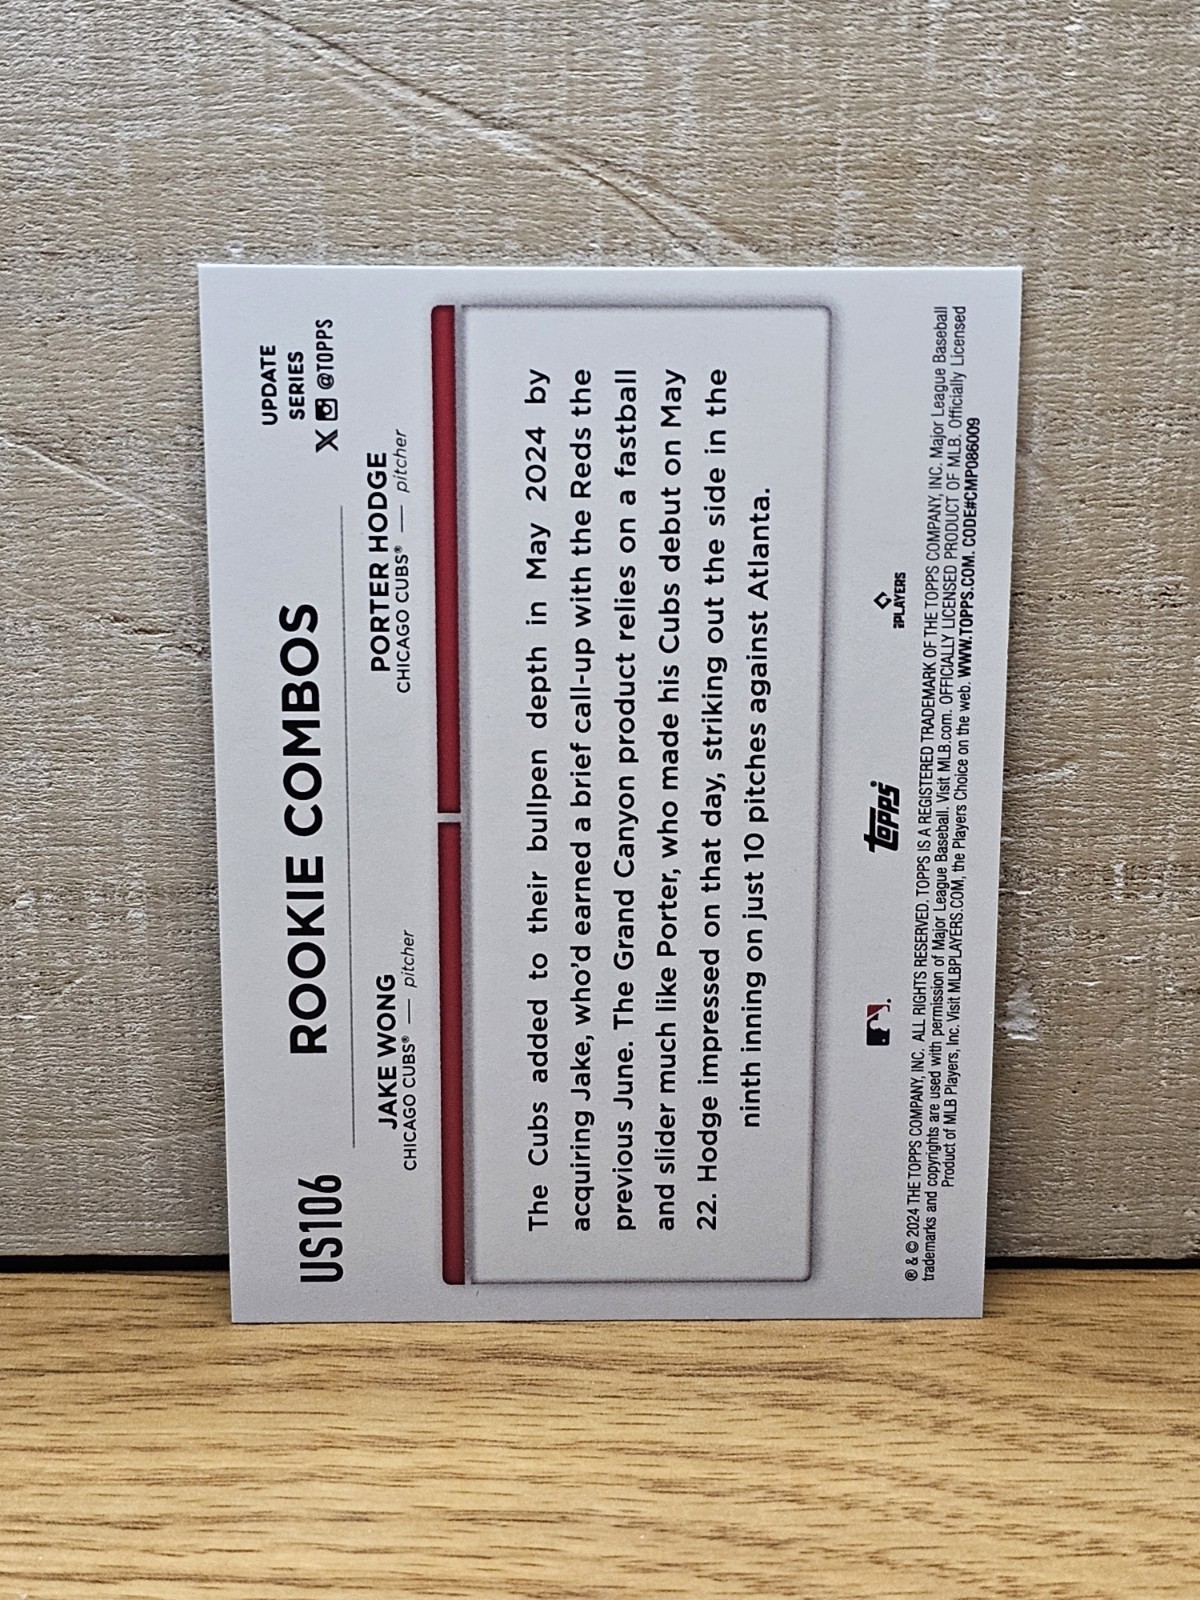 US106
ROOKIE COMBOS
UPDATE
SERIES
X @TOPPS
JAKE WONG
CHICAGO CUBS® — pitcher
PORTER HODGE
CHICAGO CUBS® — pitcher
The Cubs added to their bullpen depth in May 2024 by
acquiring Jake, who'd earned a brief call-up with the Reds the
previous June. The Grand Canyon product relies on a fastball
and slider much like Porter, who made his Cubs debut on May
22. Hodge impressed on that day, striking out the side in the
ninth inning on just 10 pitches against Atlanta.
topps
PLAYERS
® & © 2024 THE TOPPS COMPANY, INC. ALL RIGHTS RESERVED. TOPPS IS A REGISTERED TRADEMARK OF THE TOPPS COMPANY, INC. Major League Baseball
trademarks and copyrights are used with permission of Major League Baseball. Visit MLB.com. OFFICIALLY LICENSED PRODUCT OF MLB. Officially Licensed
Product of MLB Players, Inc. Visit MLBPLAYERS.COM, the Players Choice on the web. WWW.TOPPS.COM. CODE#CMP086009